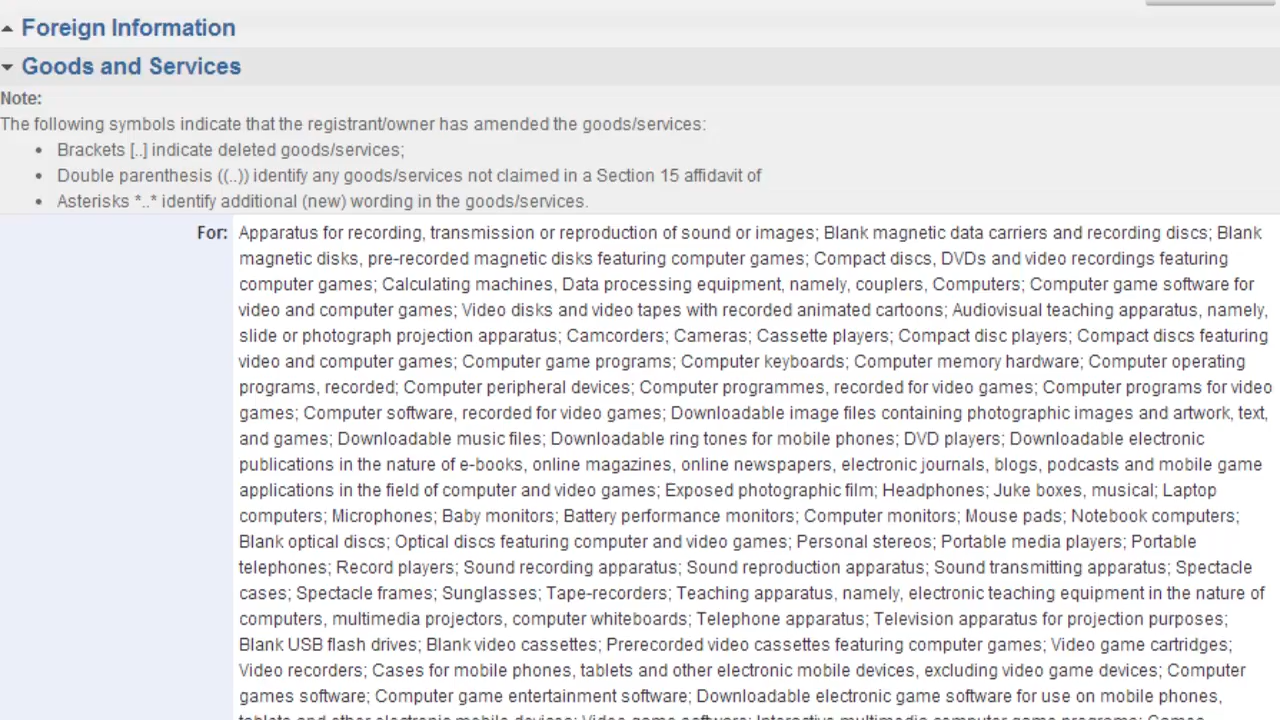 Foreign Information
Goods and Services
Note:
The following symbols indicate that the registrant/owner has amended the goods/services:
• Brackets [..] indicate deleted goods/services;
• Double parenthesis ((..)) identify any goods/services not claimed in a Section 15 affidavit of
• Asterisks *..* identify additional (new) wording in the goods/services.
For: Apparatus for recording, transmission or reproduction of sound or images; Blank magnetic data carriers and recording discs; Blank
magnetic disks, pre-recorded magnetic disks featuring computer games; Compact discs, DVDs and video recordings featuring
computer games; Calculating machines, Data processing equipment, namely, couplers, Computers; Computer game software for
video and computer games; Video disks and video tapes with recorded animated cartoons; Audiovisual teaching apparatus, namely,
slide or photograph projection apparatus; Camcorders; Cameras; Cassette players; Compact disc players; Compact discs featuring
video and computer games; Computer game programs; Computer keyboards; Computer memory hardware; Computer operating
programs, recorded; Computer peripheral devices; Computer programmes, recorded for video games; Computer programs for video
games; Computer software, recorded for video games; Downloadable image files containing photographic images and artwork, text,
and games; Downloadable music files; Downloadable ring tones for mobile phones; DVD players; Downloadable electronic
publications in the nature of e-books, online magazines, online newspapers, electronic journals, blogs, podcasts and mobile game
applications in the field of computer and video games; Exposed photographic film; Headphones; Juke boxes, musical; Laptop
computers; Microphones; Baby monitors; Battery performance monitors; Computer monitors; Mouse pads; Notebook computers;
Blank optical discs; Optical discs featuring computer and video games; Personal stereos; Portable media players; Portable
telephones; Record players; Sound recording apparatus; Sound reproduction apparatus; Sound transmitting apparatus; Spectacle
cases; Spectacle frames; Sunglasses; Tape-recorders; Teaching apparatus, namely, electronic teaching equipment in the nature of
computers, multimedia projectors, computer whiteboards; Telephone apparatus; Television apparatus for projection purposes;
Blank USB flash drives; Blank video cassettes; Prerecorded video cassettes featuring computer games; Video game cartridges;
Video recorders; Cases for mobile phones, tablets and other electronic mobile devices, excluding video game devices; Computer
games software; Computer game entertainment software; Downloadable electronic game software for use on mobile phones,
tablets and other electronic mobile devices; Video game software; Interactive multimedia computer game programs; Games